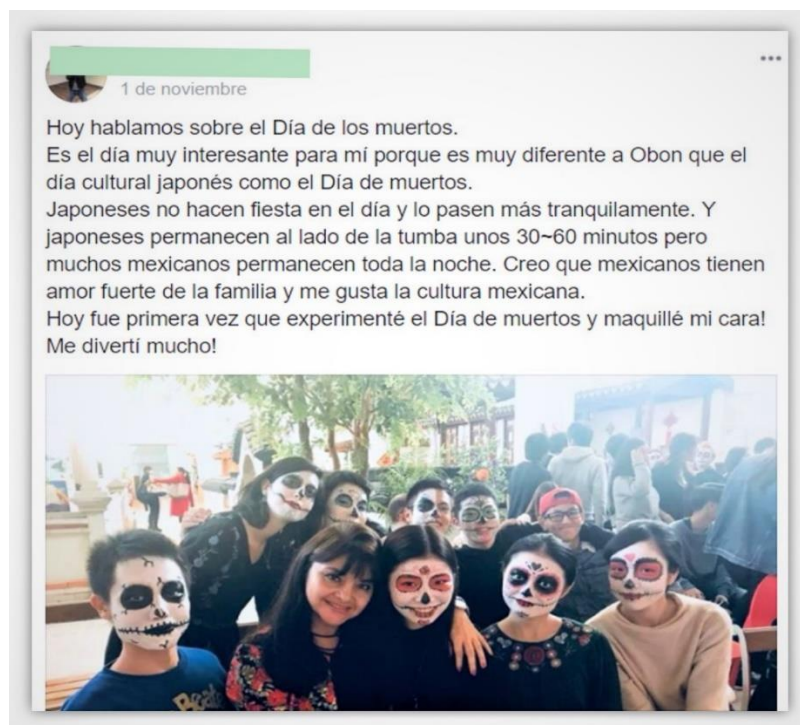 1 de noviembre
Hoy hablamos sobre el Día de los muertos.
Es el día muy interesante para mí porque es muy diferente a Obon que el
día cultural japonés como el Día de muertos.
Japoneses no hacen fiesta en el día y lo pasen más tranquilamente. Y
japoneses permanecen al lado de la tumba unos 30~60 minutos pero
muchos mexicanos permanecen toda la noche. Creo que mexicanos tienen
amor fuerte de la familia y me gusta la cultura mexicana.
Hoy fue primera vez que experimenté el Día de muertos y maquillé mi cara!
Me divertí mucho!